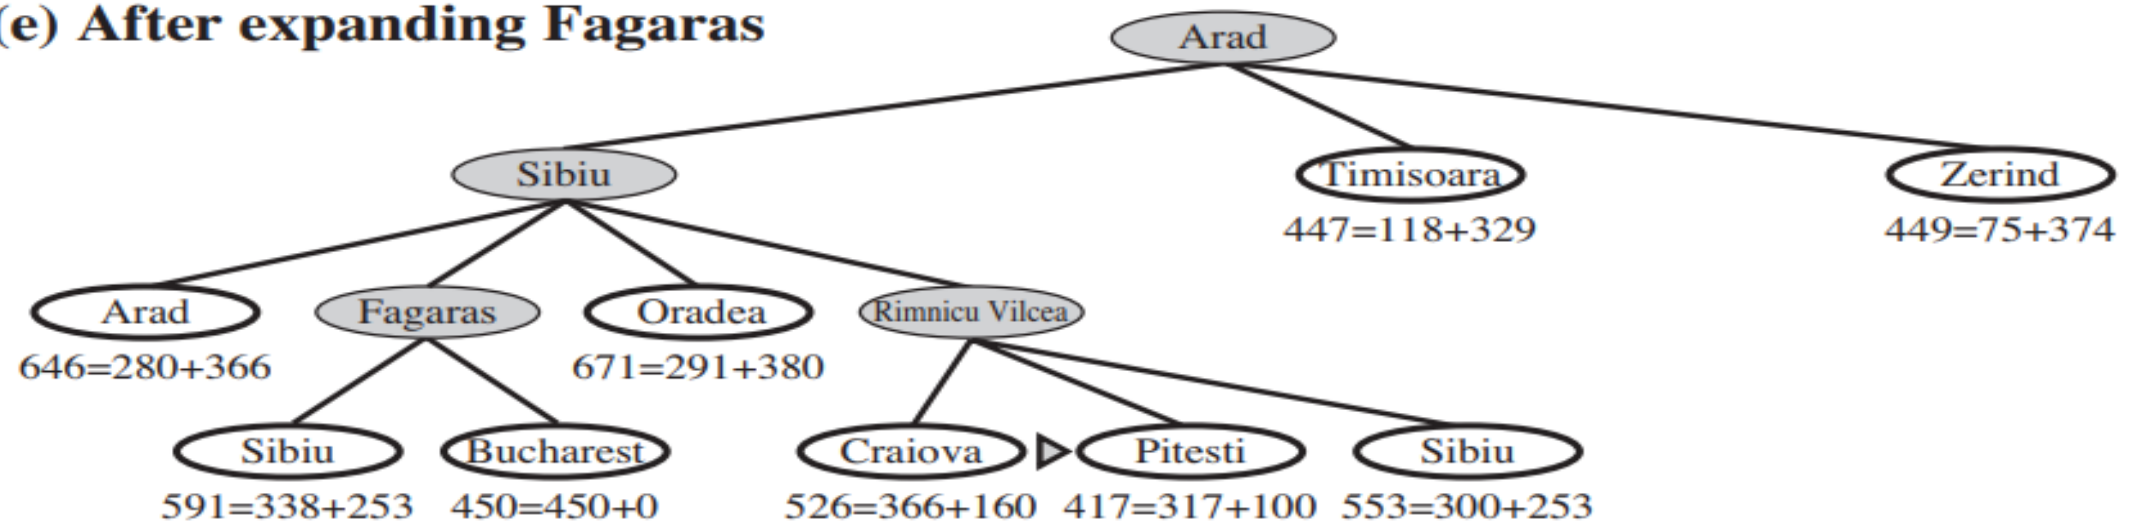 (e) After expanding Fagaras
Arad
Sibiu
Timisoara
Zerind
447=118+329
449=75+374
Arad
Fagaras
Oradea
Rimnicu Vilcea
646=280+366
671=291+380
Sibiu
Bucharest
Craiova
Pitesti
Sibiu
591=338+253
450=450+0
526=366+160
417=317+100
553=300+253